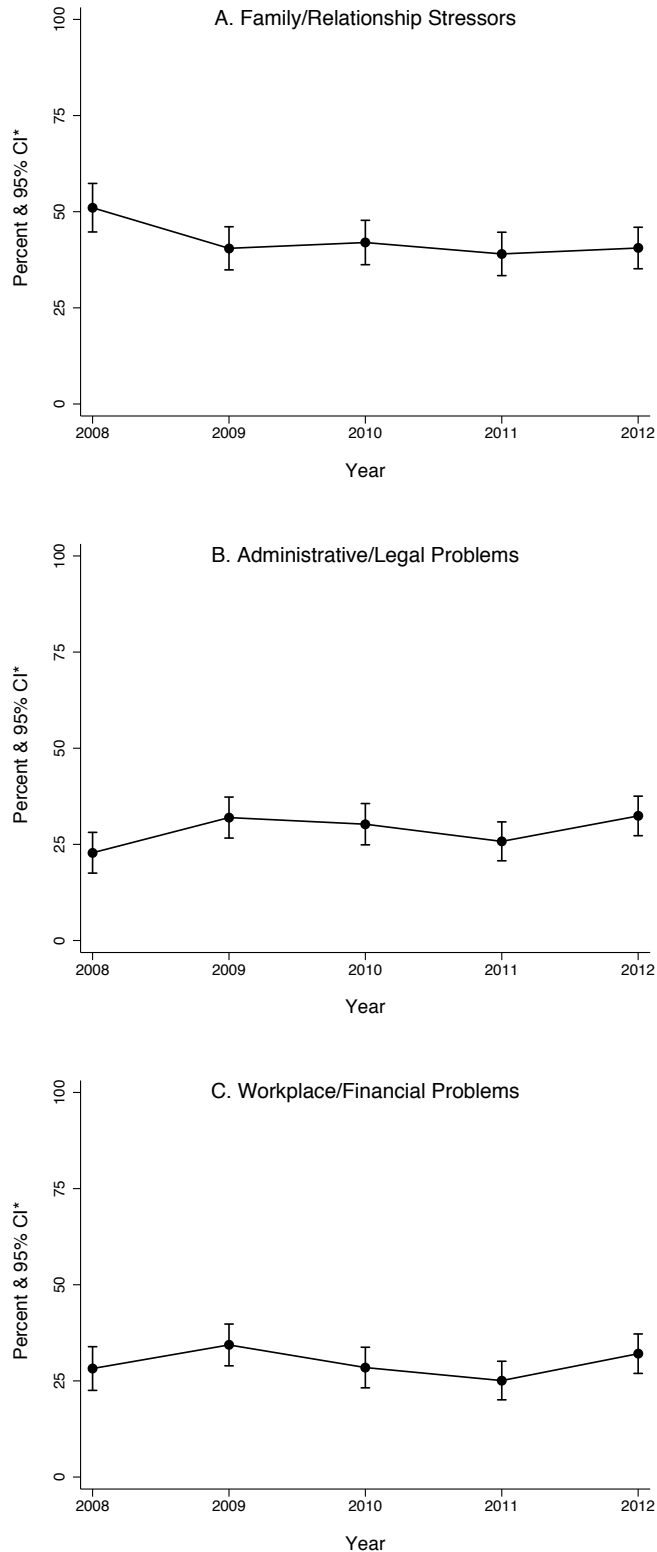 A. Family/Relationship Stressors
Percent & 95% CI*
100
75
50
25
0
2008 2009 2010 2011 2012
Year
B. Administrative/Legal Problems
Percent & 95% CI*
100
75
50
25
0
2008 2009 2010 2011 2012
Year
C. Workplace/Financial Problems
Percent & 95% CI*
100
75
50
25
0
2008 2009 2010 2011 2012
Year